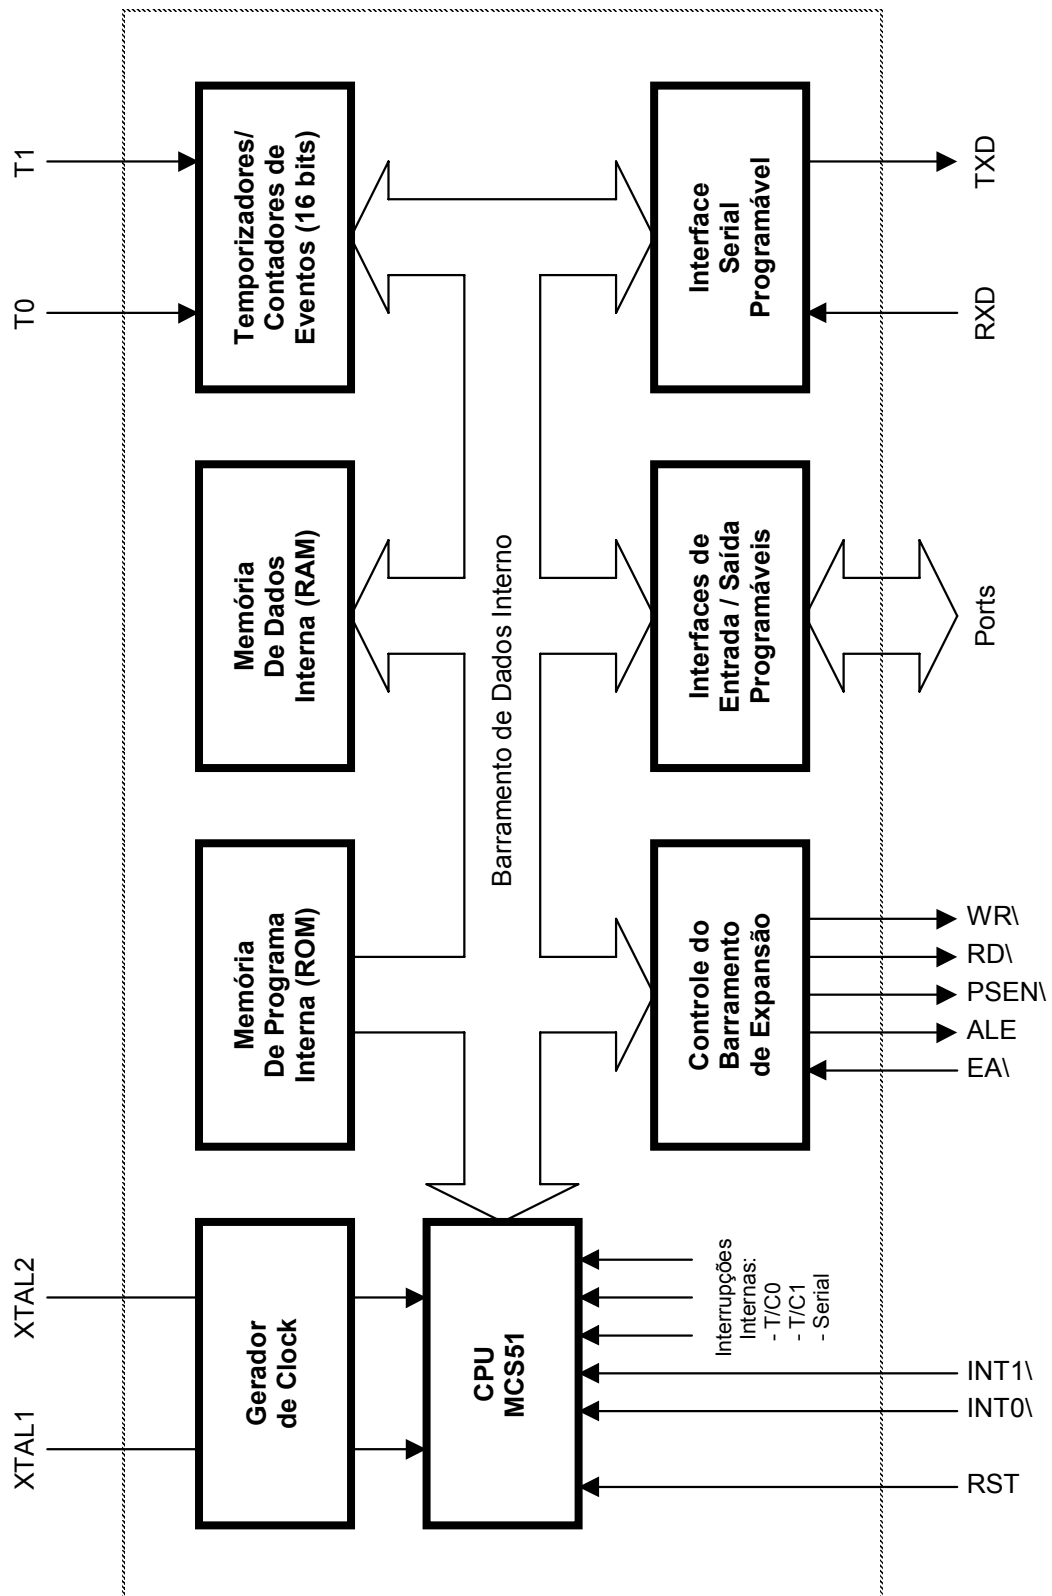 XTAL1
XTAL2
T0
T1
Gerador
de Clock
Memória
De Programa
Interna (ROM)
Memória
De Dados
Interna (RAM)
Temporizadores/
Contadores de
Eventos (16 bits)
CPU
MCS51
Barramento de Dados Interno
Interrupções
Internas:
- T/C0
- T/C1
- Serial
Controle do
Barramento
de Expansão
Interfaces de
Entrada / Saída
Programáveis
Interface
Serial
Programável
RST
INT0\
INT1\
EA\
ALE
PSEN\
RD\
WR\
Ports
RXD
TXD